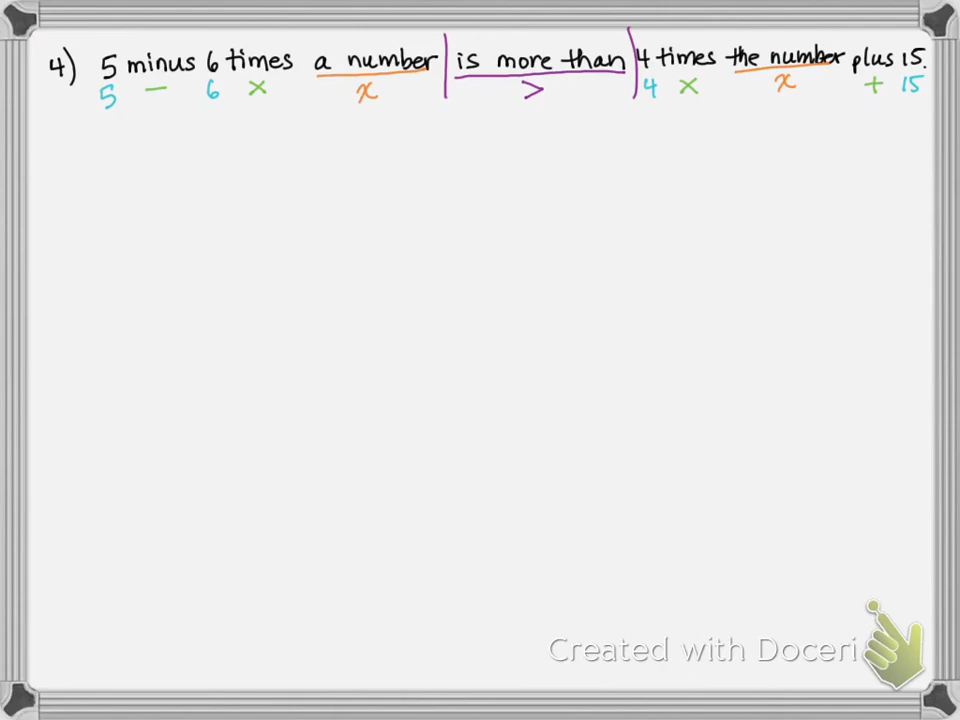 4) 5 minus 6 times a number is more than 4 times the number plus 15.
5 - 6 × x > 4 × x + 15
Created with Doceri